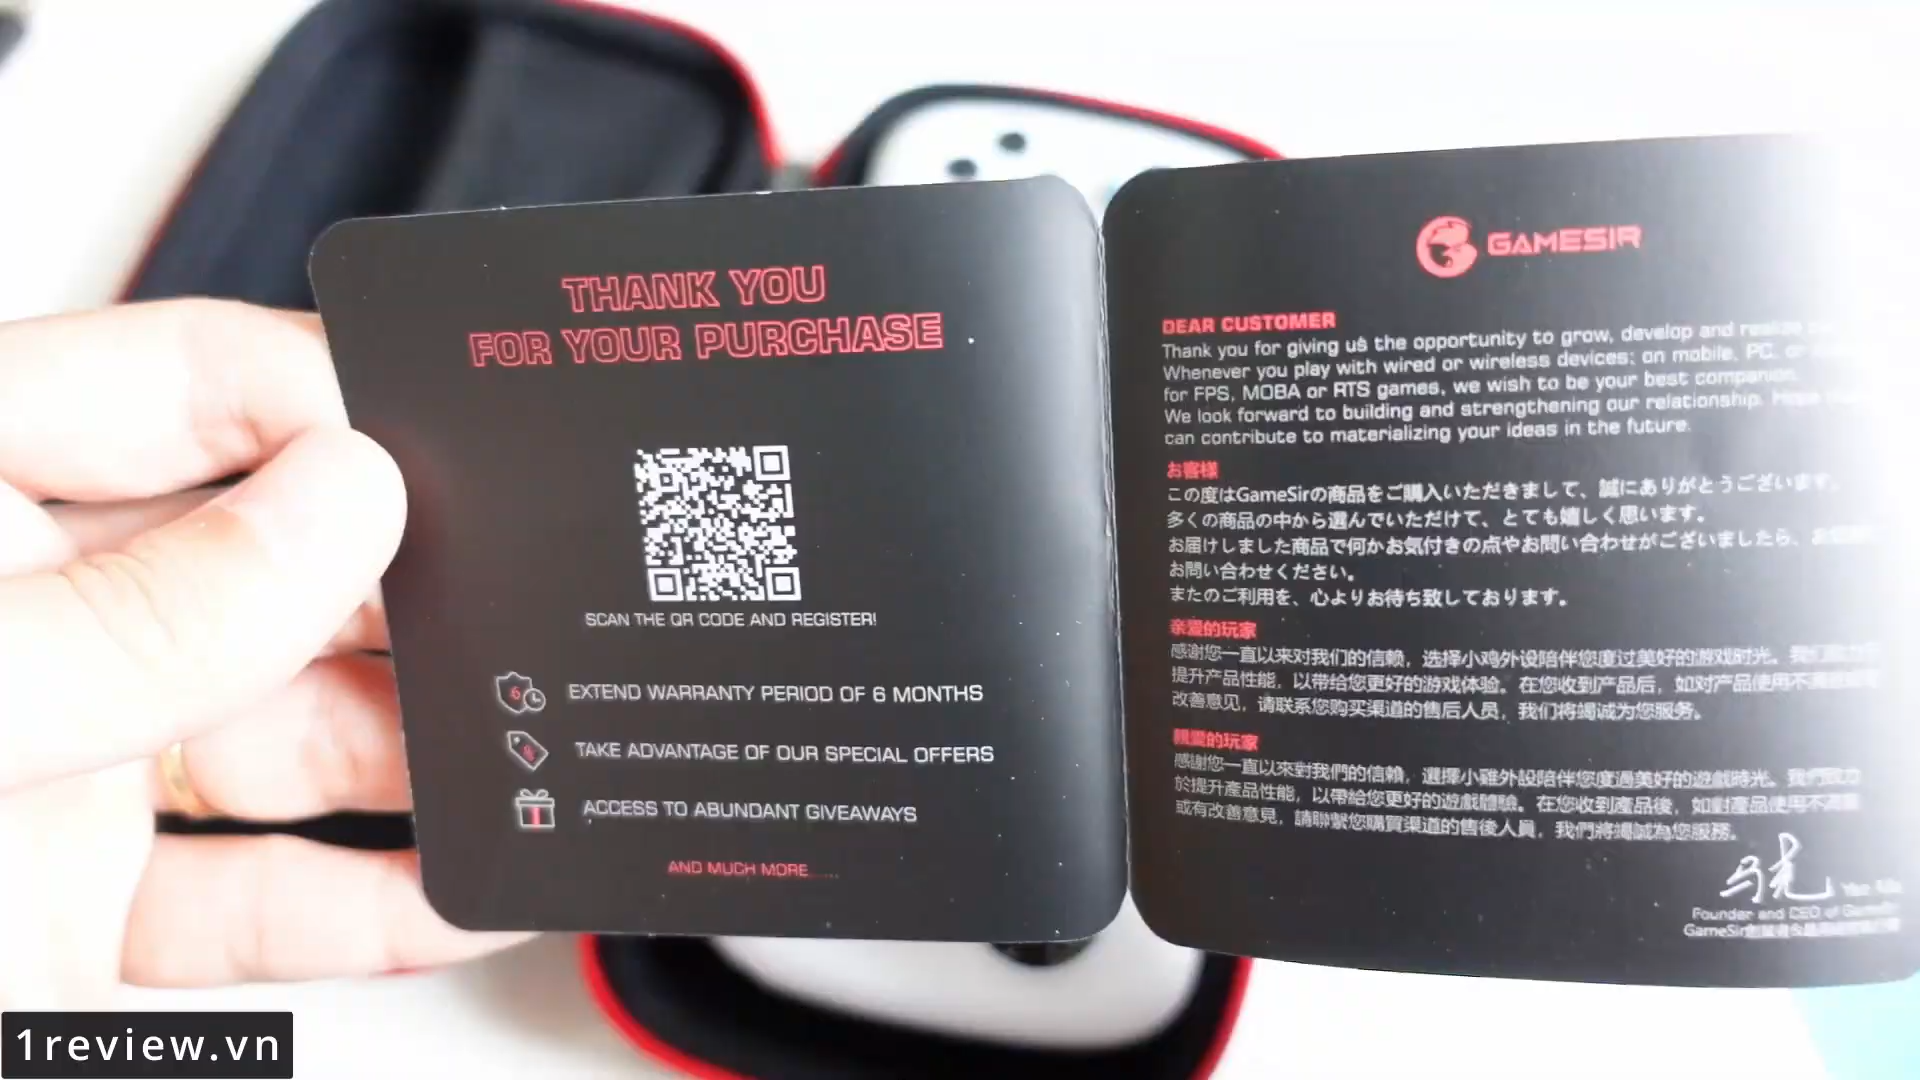 THANK YOU
FOR YOUR PURCHASE
SCAN THE QR CODE AND REGISTER!
6
EXTEND WARRANTY PERIOD OF 6 MONTHS
TAKE ADVANTAGE OF OUR SPECIAL OFFERS
ACCESS TO ABUNDANT GIVEAWAYS
AND MUCH MORE......
GAMESIR
DEAR CUSTOMER
Thank you for giving us the opportunity to grow, develop and realize
Whenever you play with wired or wireless devices; on mobile, PC, or
for FPS, MOBA or RTS games, we wish to be your best companion.
We look forward to building and strengthening our relationship. Hope
can contribute to materializing your ideas in the future.
お客様
この度はGameSirの商品をご購入いただきまして、誠にありがとうございます。
多くの商品の中から選んでいただけて、とても嬉しく思います。
お届けしました商品で何かお気付きの点やお問い合わせがございましたら、
お問い合わせください。
またのご利用を、心よりお待ち致しております。
亲爱的玩家
感谢您一直以来对我们的信赖，选择小鸡外设陪伴您度过美好的游戏时光。我们
提升产品性能，以带给您更好的游戏体验。在您收到产品后，如对产品使用不
改善意见，请联系您购买渠道的售后人员，我们将竭诚为您服务。
親愛的玩家
感謝您一直以來對我們的信賴，選擇小雞外設陪伴您度過美好的遊戲時光。我們
於提升產品性能，以帶給您更好的遊戲體驗。在您收到產品後，如對產品使用不
或有改善意見，請聯繫您購買渠道的售後人員，我們將竭誠為您服務。
Founder and CEO of
GameSir
1review.vn